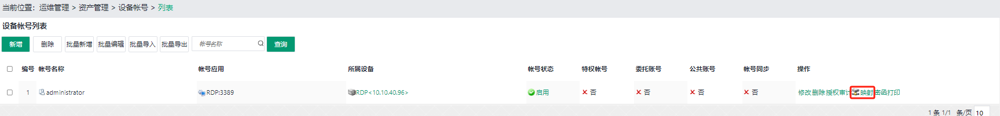 当前位置：运维管理 > 资产管理 > 设备帐号 > 列表
设备帐号列表
新增 删除 批量新增 批量编辑 批量导入 批量导出 帐号名称 查询
编号 帐号名称 帐号应用 所属设备 帐号状态 特权帐号 委托账号 公共账号 帐号同步 操作
1 administrator RDP:3389 RDP<10.10.40.96> 启用 否 否 否 否 修改 删除 授权 审计 映射 密函打印
1 条 1/1 条/页 10